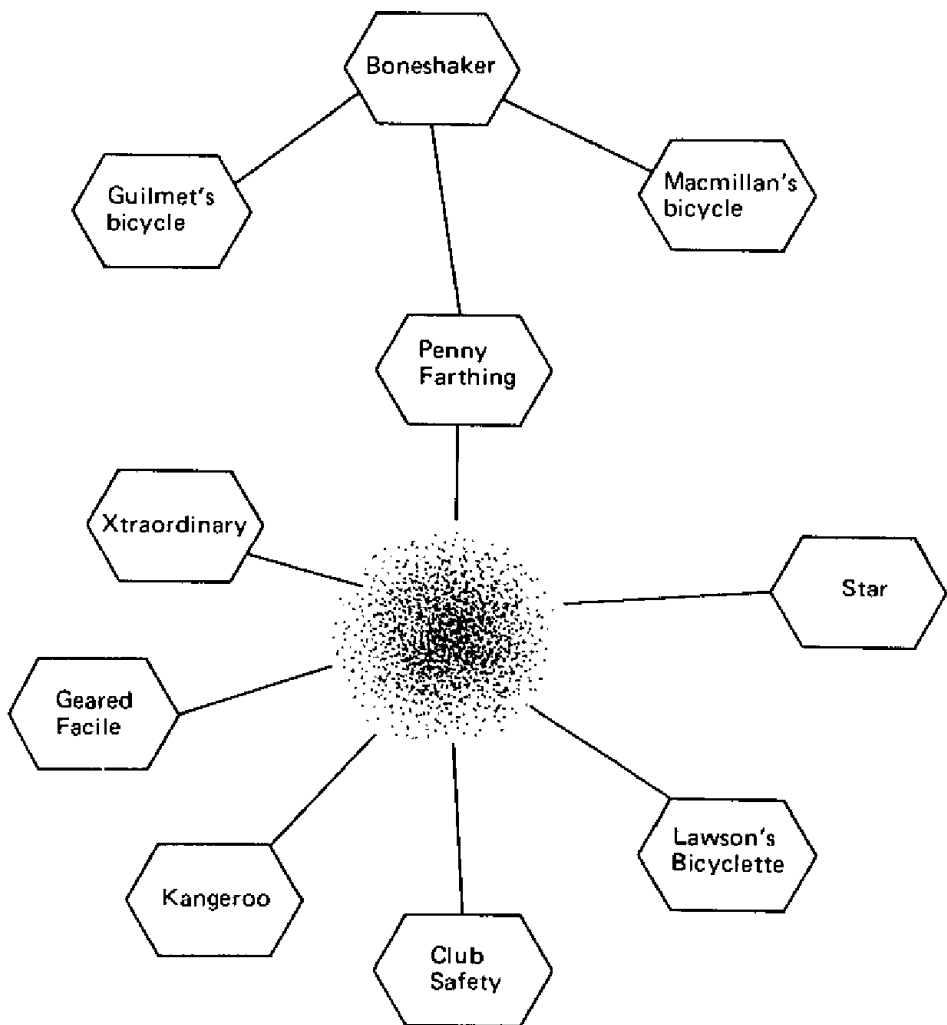 Boneshaker
Guilmet's
bicycle
Macmillan's
bicycle
Penny
Farthing
Xtraordinary
Star
Geared
Facile
Lawson's
Bicyclette
Kangeroo
Club
Safety